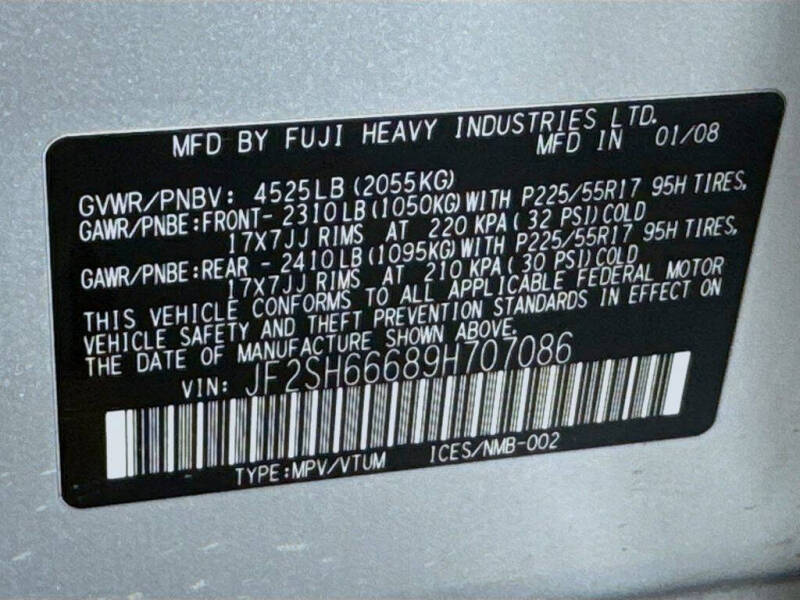 MFD BY FUJI HEAVY INDUSTRIES LTD.
MFD IN 01/08
GVWR/PNBV: 4525LB (2055KG)
GAWR/PNBE:FRONT- 2310LB (1050KG) WITH P225/55R17 95H TIRES,
17X7JJ RIMS AT 220 KPA ( 32 PSI) COLD
GAWR/PNBE:REAR - 2410LB (1095KG) WITH P225/55R17 95H TIRES,
17X7JJ RIMS AT 210 KPA ( 30 PSI) COLD
THIS VEHICLE CONFORMS TO ALL APPLICABLE FEDERAL MOTOR
VEHICLE SAFETY AND THEFT PREVENTION STANDARDS IN EFFECT ON
THE DATE OF MANUFACTURE SHOWN ABOVE.
VIN: JF2SH66689H707086
TYPE:MPV/VTUM ICES/NMB-002